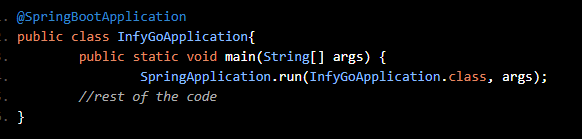 @SpringBootApplication
public class InfyGoApplication{
public static void main(String[] args) {
SpringApplication.run(InfyGoApplication.class, args);
//rest of the code
}